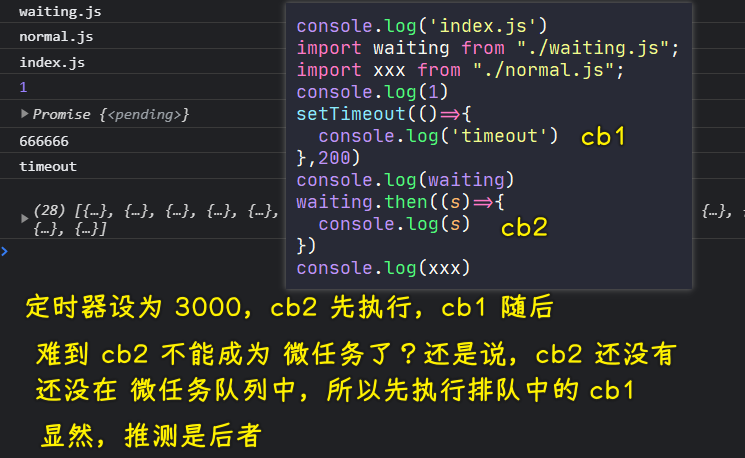 waiting.js
normal.js
index.js
1
Promise {<pending>}
666666
timeout
(28) [{…}, {…}, {…}, {…}, {…},
{…}, {…}]
{…}, {
console.log('index.js')
import waiting from "./waiting.js";
import xxx from "./normal.js";
console.log(1)
setTimeout(()=>{
console.log('timeout')
},200)
console.log(waiting)
waiting.then((s)=>{
console.log(s)
})
console.log(xxx)
cb1
cb2
定时器设为 3000，cb2 先执行，cb1 随后
难到 cb2 不能成为 微任务了？还是说，cb2 还没有
还没在 微任务队列中，所以先执行排队中的 cb1
显然，推测是后者